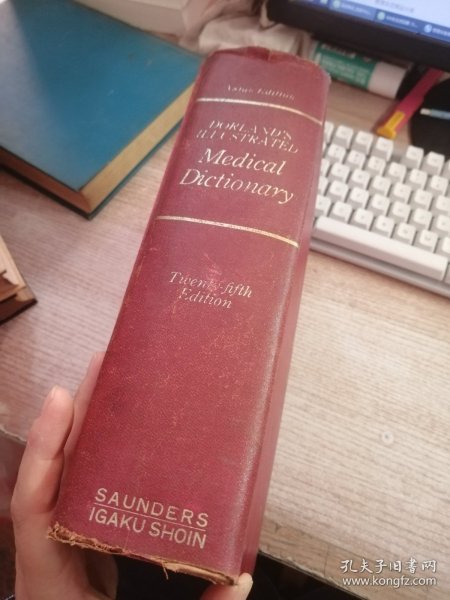 Asian Edition
DORLAND'S
ILLUSTRATED
Medical
Dictionary
Twenty-fifth
Edition
SAUNDERS
IGAKU SHOIN
孔夫子旧书网
www.kongfz.com